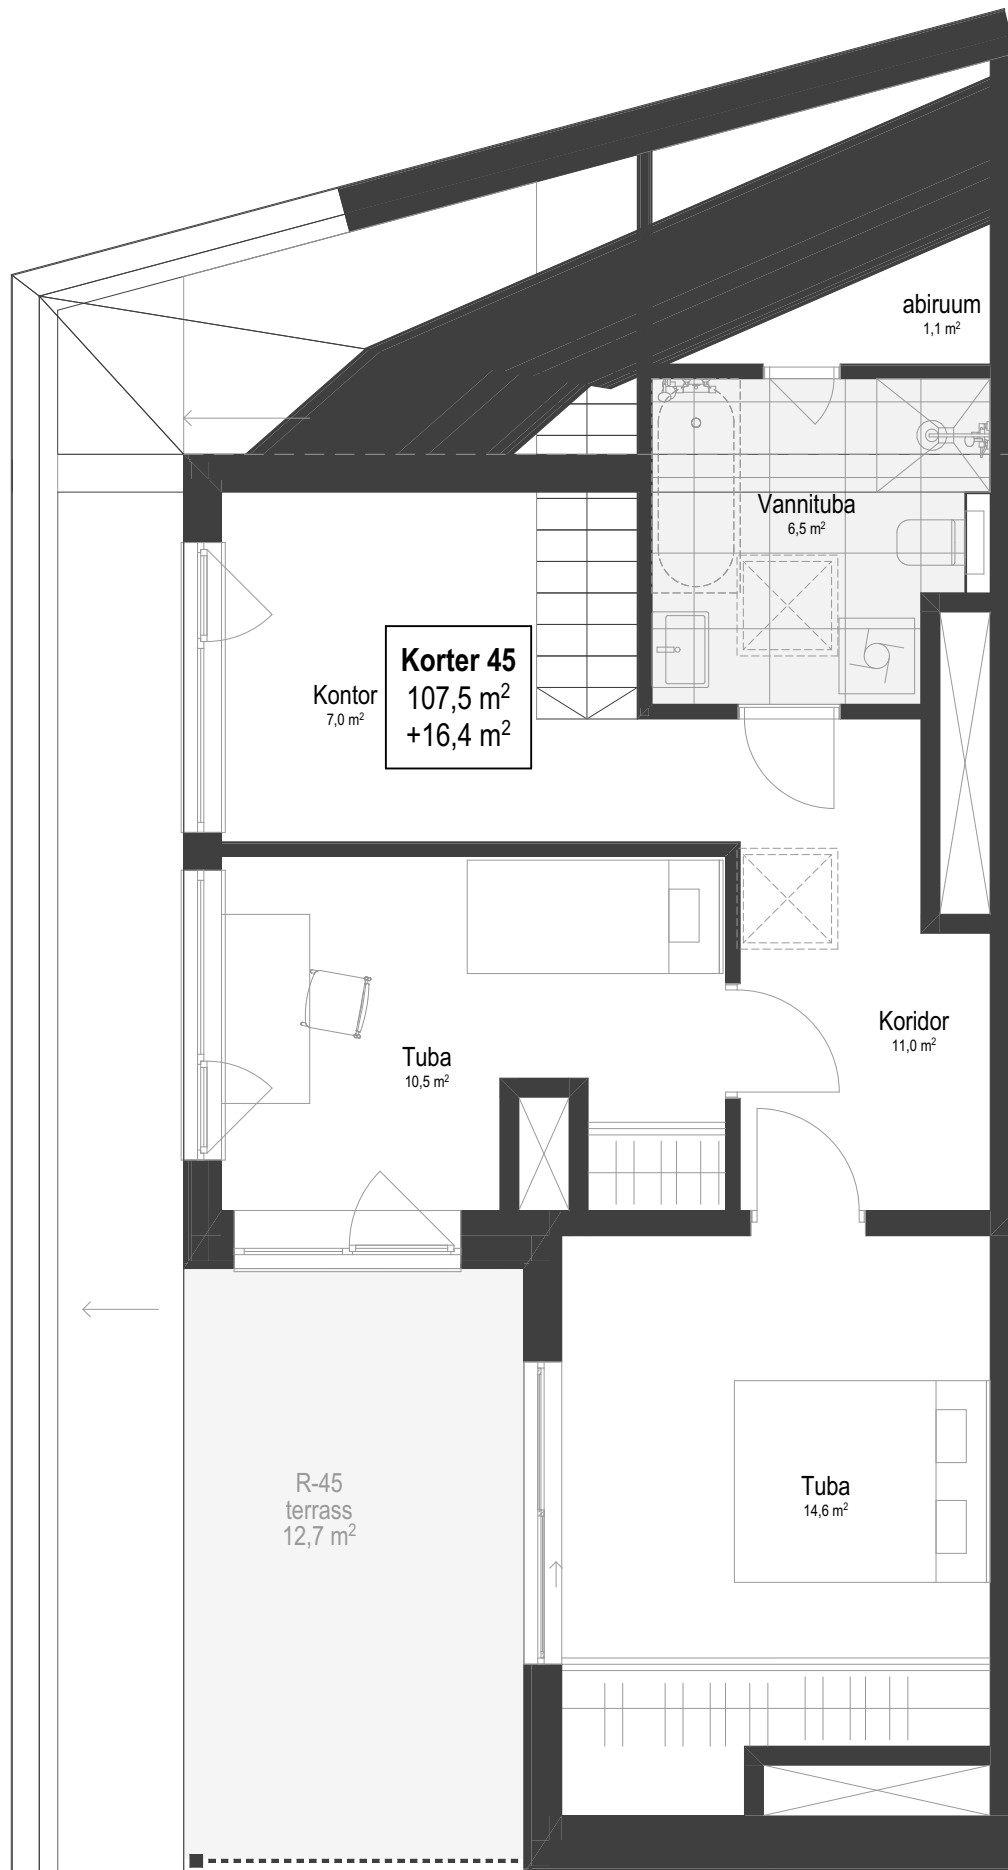 abiruum
1,1 m²
Vannituba
6,5 m²
Korter 45
107,5 m²
+16,4 m²
Kontor
7,0 m²
Koridor
11,0 m²
Tuba
10,5 m²
R-45
terrass
12,7 m²
Tuba
14,6 m²